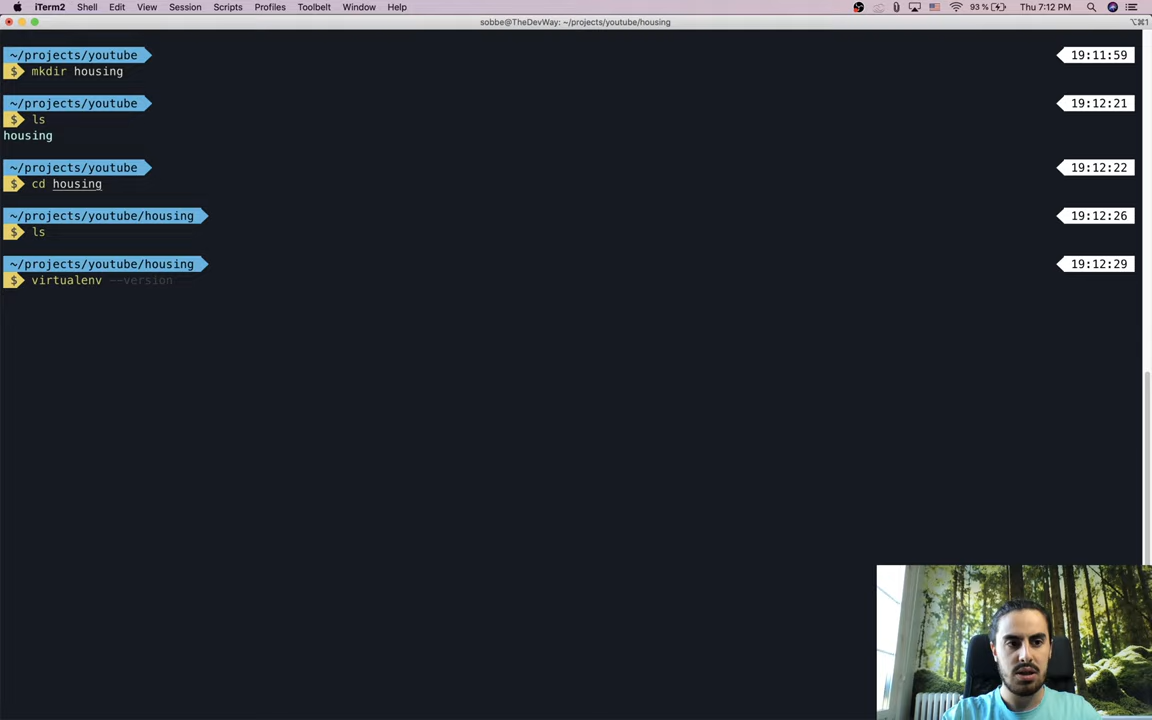 iTerm2 Shell Edit View Session Scripts Profiles Toolbelt Window Help 93 % Thu 7:12 PM
sobbe@TheDevWay: ~/projects/youtube/housing ⌥⌘1
~/projects/youtube 19:11:59
$ mkdir housing
~/projects/youtube 19:12:21
$ ls
housing
~/projects/youtube 19:12:22
$ cd housing
~/projects/youtube/housing 19:12:26
$ ls
~/projects/youtube/housing 19:12:29
$ virtualenv --version